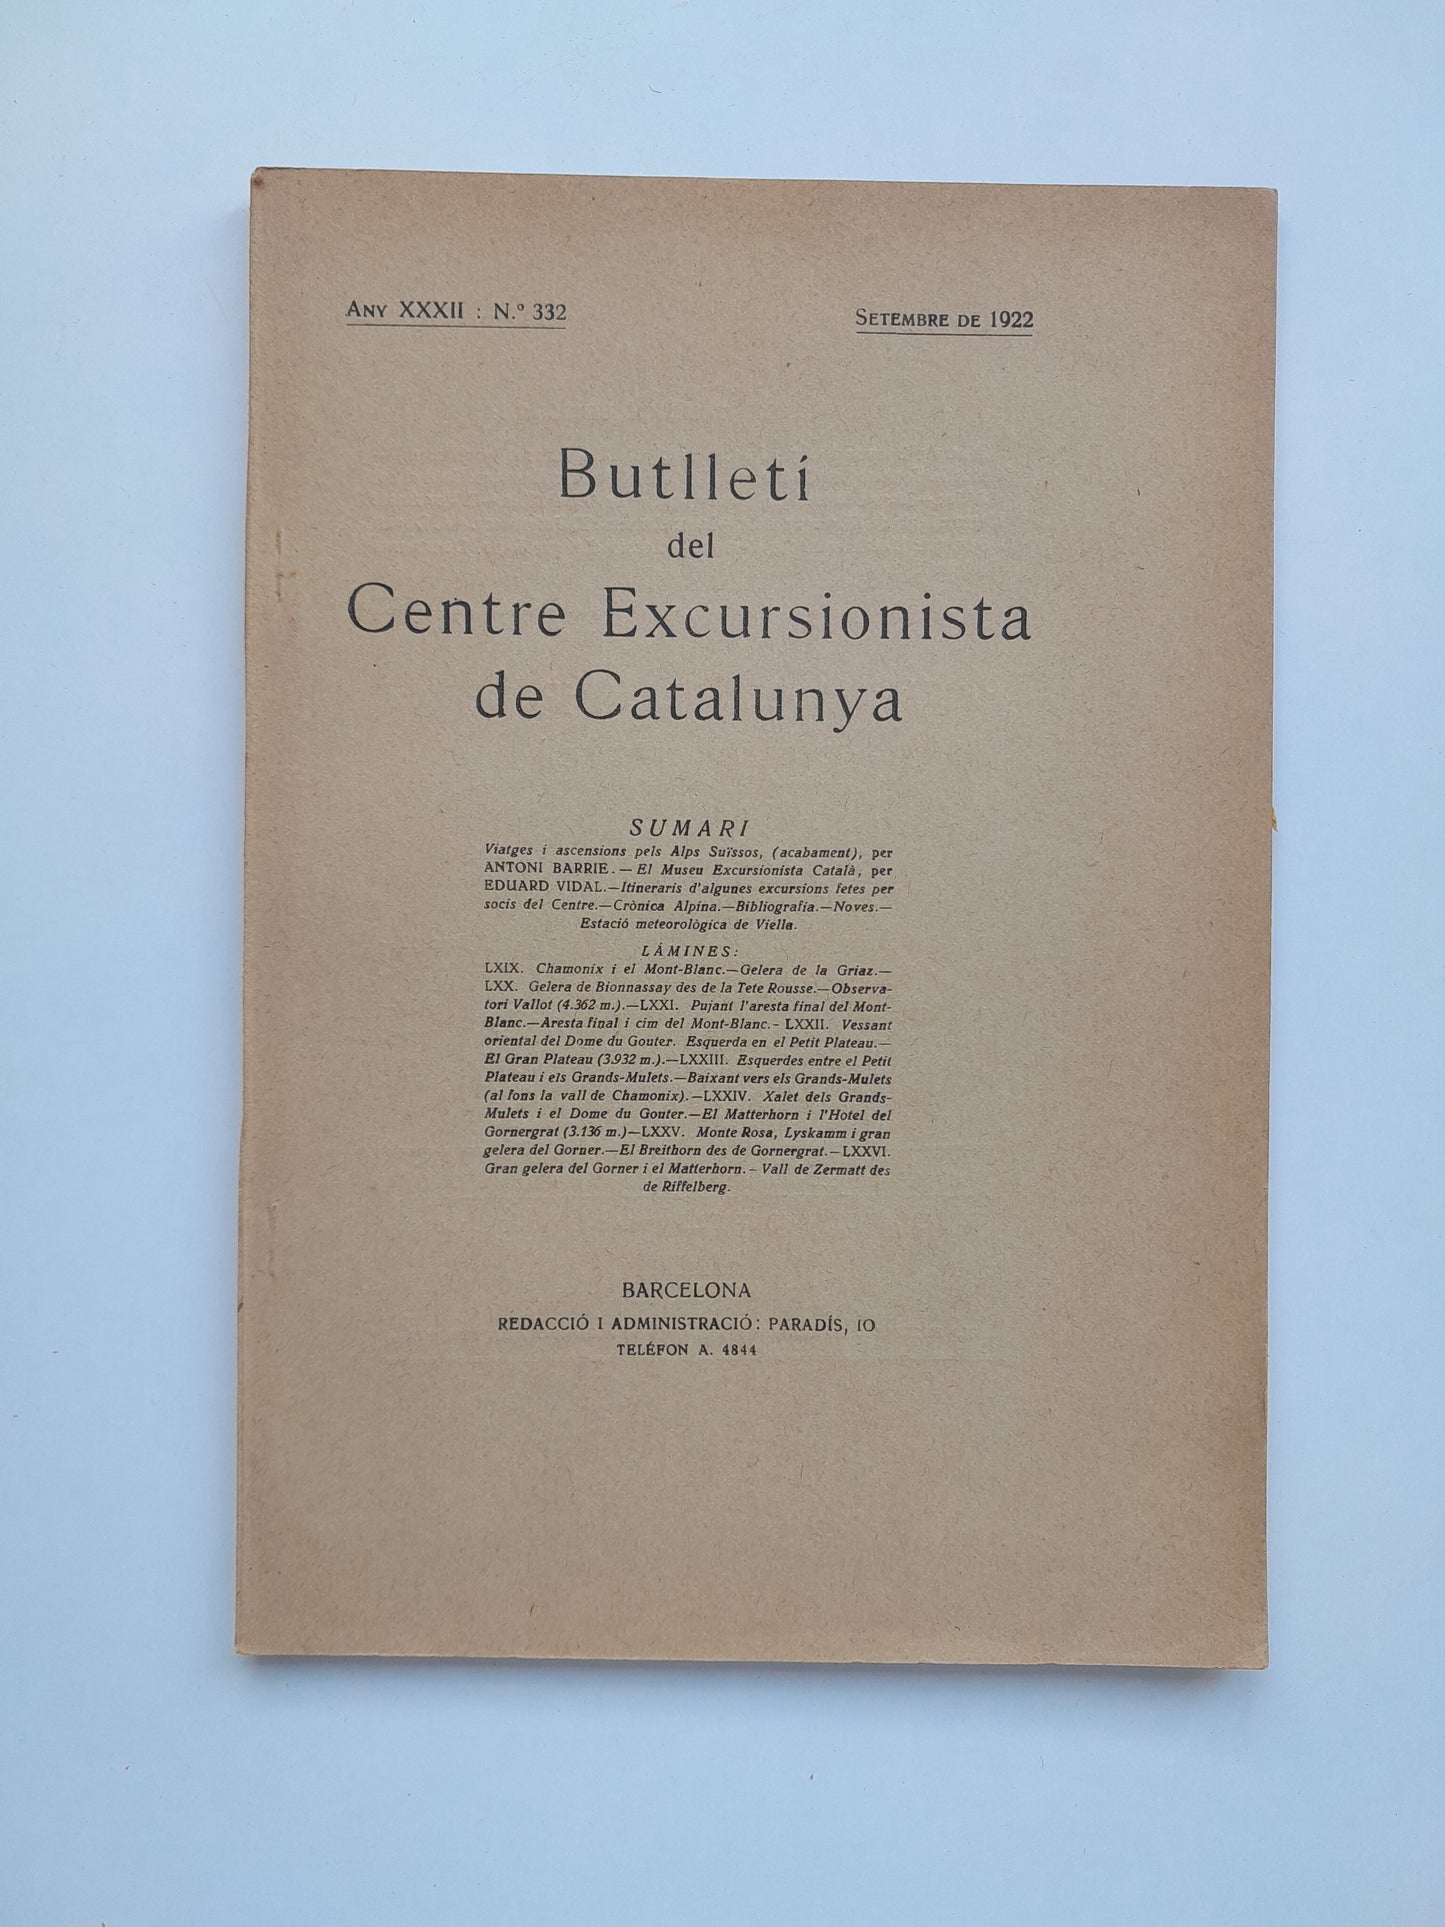 ANY XXXII : N.º 332
SETEMBRE DE 1922
Butlletí
del
Centre Excursionista
de Catalunya
SUMARI
Viatges i ascensions pels Alps Suïssos, (acabament), per
ANTONI BARRIE.—El Museu Excursionista Català, per
EDUARD VIDAL.—Itineraris d'algunes excursions fetes per
socis del Centre.—Crònica Alpina.—Bibliografia.—Noves.—
Estació meteorològica de Viella.
LÁMINES:
LXIX. Chamonix i el Mont-Blanc.—Gelera de la Griaz.—
LXX. Gelera de Bionnassay des de la Tete Rousse.—Observa-
tori Vallot (4.362 m.).—LXXI. Pujant l'aresta final del Mont-
Blanc.—Aresta final i cim del Mont-Blanc.- LXXII. Vessant
oriental del Dome du Gouter. Esquerda en el Petit Plateau.—
El Gran Plateau (3.932 m.).—LXXIII. Esquerdes entre el Petit
Plateau i els Grands-Mulets.—Baixant vers els Grands-Mulets
(al fons la vall de Chamonix).—LXXIV. Xalet dels Grands-
Mulets i el Dome du Gouter.—El Matterhorn i l'Hotel del
Gornergrat (3.136 m.)—LXXV. Monte Rosa, Lyskamm i gran
gelera del Gorner.—El Breithorn des de Gornergrat.—LXXVI.
Gran gelera del Gorner i el Matterhorn. - Vall de Zermatt des
de Riffelberg.
BARCELONA
REDACCIÓ I ADMINISTRACIÓ: PARADÍS, 10
TELÉFON A. 4844